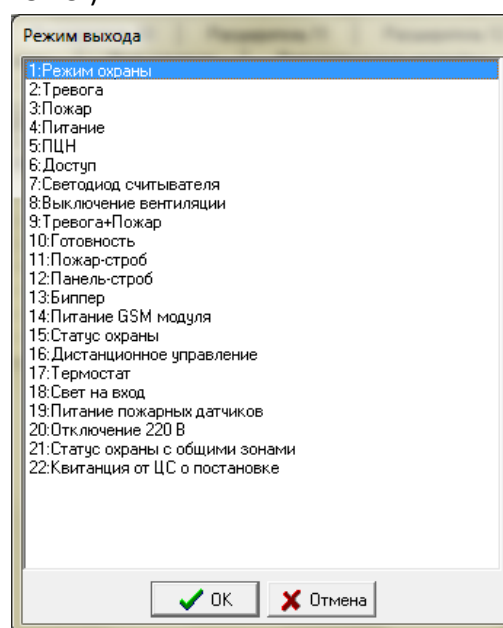 Режим выхода
1:Режим охраны
2:Тревога
3:Пожар
4:Питание
5:ПЦН
6:Доступ
7:Светодиод считывателя
8:Выключение вентиляции
9:Тревога+Пожар
10:Готовность
11:Пожар-строб
12:Панель-строб
13:Биппер
14:Питание GSM модуля
15:Статус охраны
16:Дистанционное управление
17:Термостат
18:Свет на вход
19:Питание пожарных датчиков
20:Отключение 220 В
21:Статус охраны с общими зонами
22:Квитанция от ЦС о постановке
OK
Отмена